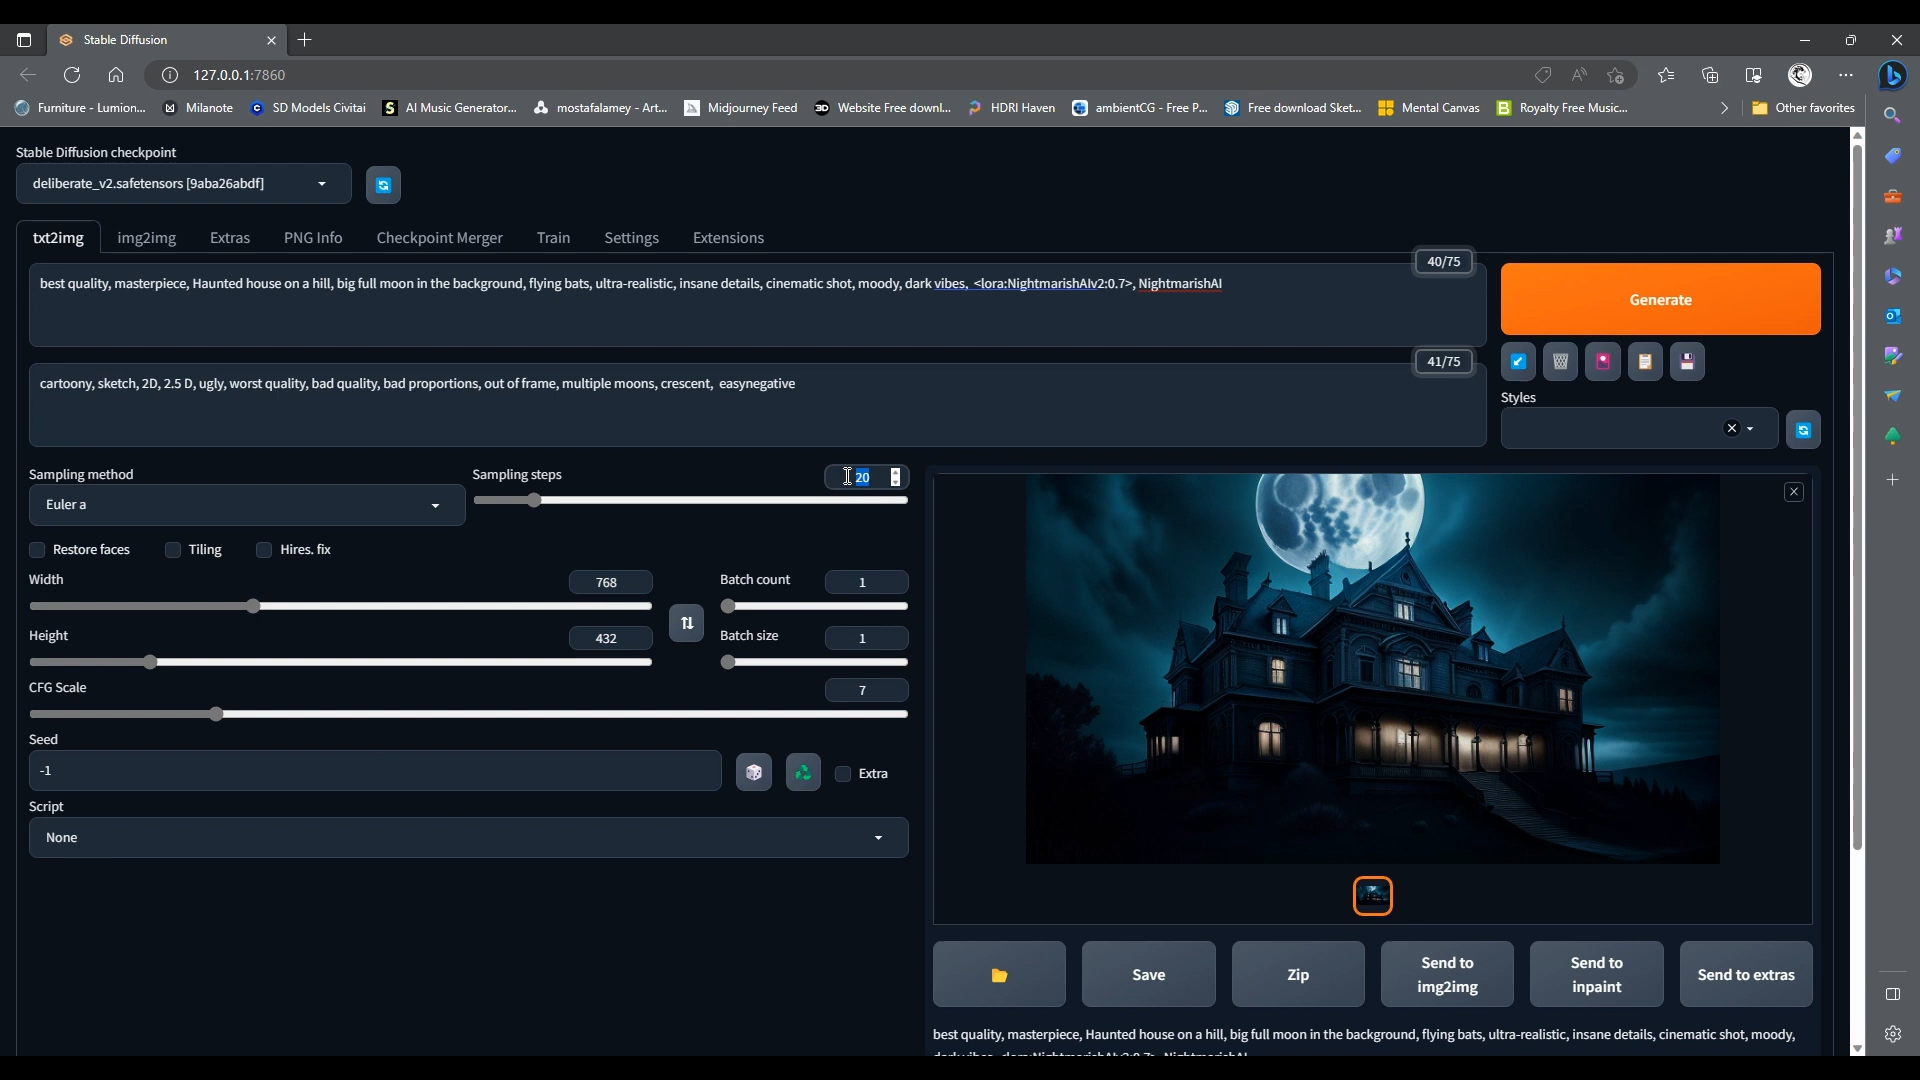 Stable Diffusion
127.0.0.1:7860
Furniture - Lumion...
Milanote
SD Models Civitai
AI Music Generator...
mostafalamey - Art...
Midjourney Feed
Website Free downl...
HDRI Haven
ambientCG - Free P...
Free download Sket...
Mental Canvas
Royalty Free Music...
Other favorites
Stable Diffusion checkpoint
deliberate_v2.safetensors [9aba26abdf]
txt2img
img2img
Extras
PNG Info
Checkpoint Merger
Train
Settings
Extensions
40/75
best quality, masterpiece, Haunted house on a hill, big full moon in the background, flying bats, ultra-realistic, insane details, cinematic shot, moody, dark vibes, <lora:NightmarishAIv2:0.7>, NightmarishAI
Generate
41/75
cartoony, sketch, 2D, 2.5 D, ugly, worst quality, bad quality, bad proportions, out of frame, multiple moons, crescent, easynegative
Styles
Sampling method
Euler a
Sampling steps
20
Restore faces
Tiling
Hires. fix
Width
768
Batch count
1
Height
432
Batch size
1
CFG Scale
7
Seed
-1
Extra
Script
None
Save
Zip
Send to
img2img
Send to
inpaint
Send to extras
best quality, masterpiece, Haunted house on a hill, big full moon in the background, flying bats, ultra-realistic, insane details, cinematic shot, moody,